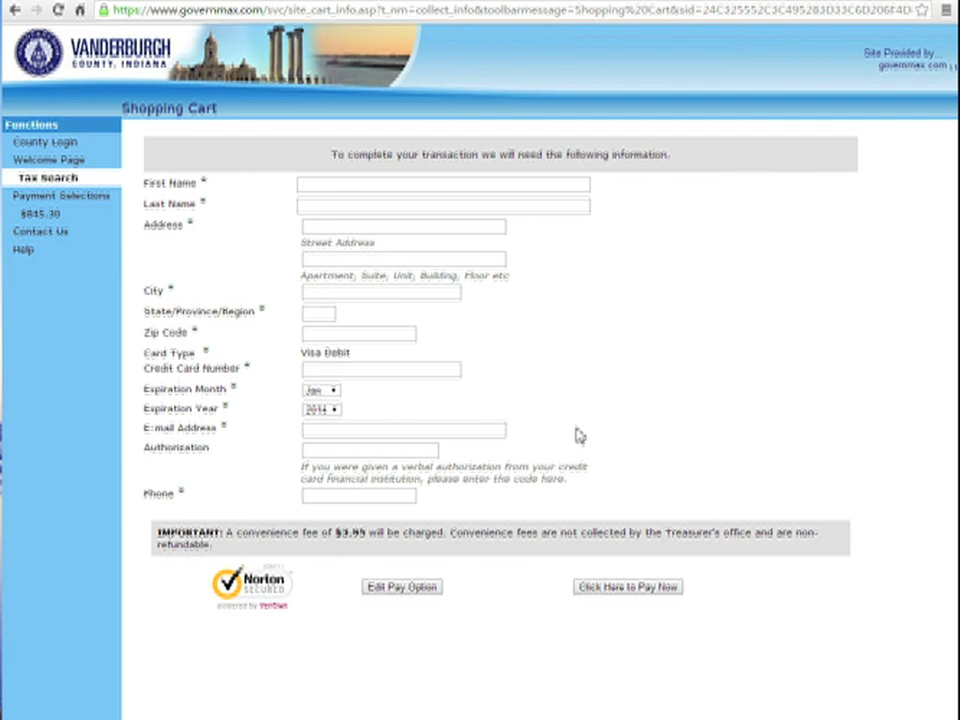 https://www.governmax.com/svc/site_cart_info.asp?t_nm=collect_info&toolbarmessage=Shopping%20Cart&sid=
VANDERBURGH
COUNTY, INDIANA
Site Provided by...
governmax.com
Shopping Cart
Functions
County Login
Welcome Page
Tax Search
Payment Selections
$845.30
Contact Us
Help
To complete your transaction we will need the following information.
First Name *
Last Name *
Address *
Street Address
Apartment, Suite, Unit, Building, Floor etc
City *
State/Province/Region *
Zip Code *
Card Type * Visa Debit
Credit Card Number *
Expiration Month * Jan
Expiration Year * 2014
E-mail Address *
Authorization
If you were given a verbal authorization from your credit
card financial institution, please enter the code here.
Phone *
IMPORTANT: A convenience fee of $3.95 will be charged. Convenience fees are not collected by the Treasurer's office and are non-
refundable.
Norton
SECURED
powered by VeriSign
Edit Pay Option
Click Here to Pay Now